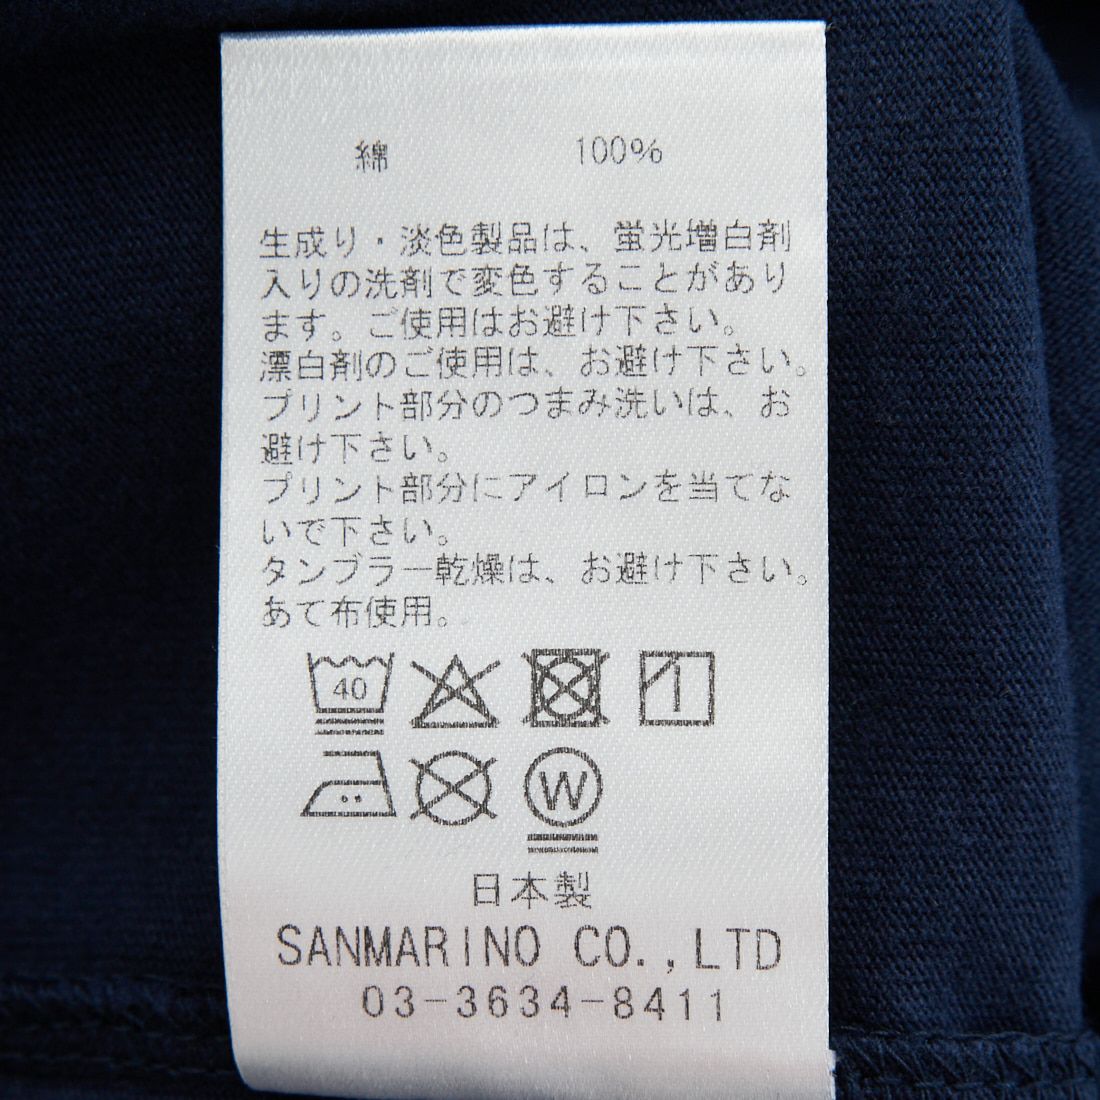 綿 100%
生成り・淡色製品は、蛍光増白剤
入りの洗剤で変色することがあり
ます。ご使用はお避け下さい。
漂白剤のご使用は、お避け下さい。
プリント部分のつまみ洗いは、お
避け下さい。
プリント部分にアイロンを当てな
いで下さい。
タンブラー乾燥は、お避け下さい。
あて布使用。
40
W
日本製
SANMARINO CO.,LTD
03-3634-8411